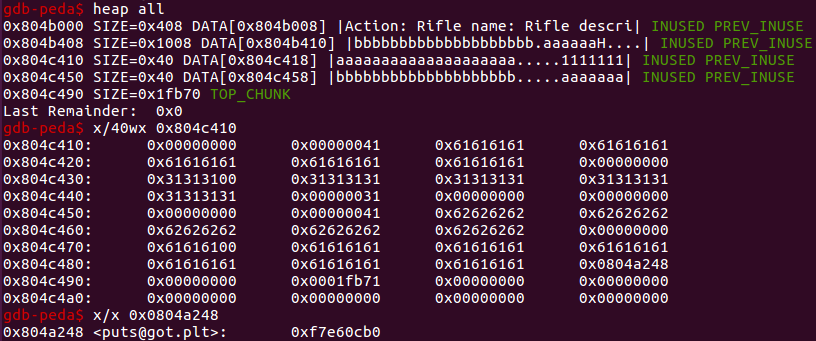 gdb-peda$ heap all
0x804b000 SIZE=0x408 DATA[0x804b008] |Action: Rifle name: Rifle descri| INUSED PREV_INUSE
0x804b408 SIZE=0x1008 DATA[0x804b410] |bbbbbbbbbbbbbbbbbbbb.aaaaaaH....| INUSED PREV_INUSE
0x804c410 SIZE=0x40 DATA[0x804c418] |aaaaaaaaaaaaaaaaaaaa.....1111111| INUSED PREV_INUSE
0x804c450 SIZE=0x40 DATA[0x804c458] |bbbbbbbbbbbbbbbbbbbb.....aaaaaaa| INUSED PREV_INUSE
0x804c490 SIZE=0x1fb70 TOP_CHUNK
Last Remainder:  0x0
gdb-peda$ x/40wx 0x804c410
0x804c410: 0x00000000 0x00000041 0x61616161 0x61616161
0x804c420: 0x61616161 0x61616161 0x61616161 0x00000000
0x804c430: 0x31313100 0x31313131 0x31313131 0x31313131
0x804c440: 0x31313131 0x00000031 0x00000000 0x00000000
0x804c450: 0x00000000 0x00000041 0x62626262 0x62626262
0x804c460: 0x62626262 0x62626262 0x62626262 0x00000000
0x804c470: 0x61616100 0x61616161 0x61616161 0x61616161
0x804c480: 0x61616161 0x61616161 0x61616161 0x0804a248
0x804c490: 0x00000000 0x0001fb71 0x00000000 0x00000000
0x804c4a0: 0x00000000 0x00000000 0x00000000 0x00000000
gdb-peda$ x/x 0x0804a248
0x804a248 <puts@got.plt>: 0xf7e60cb0